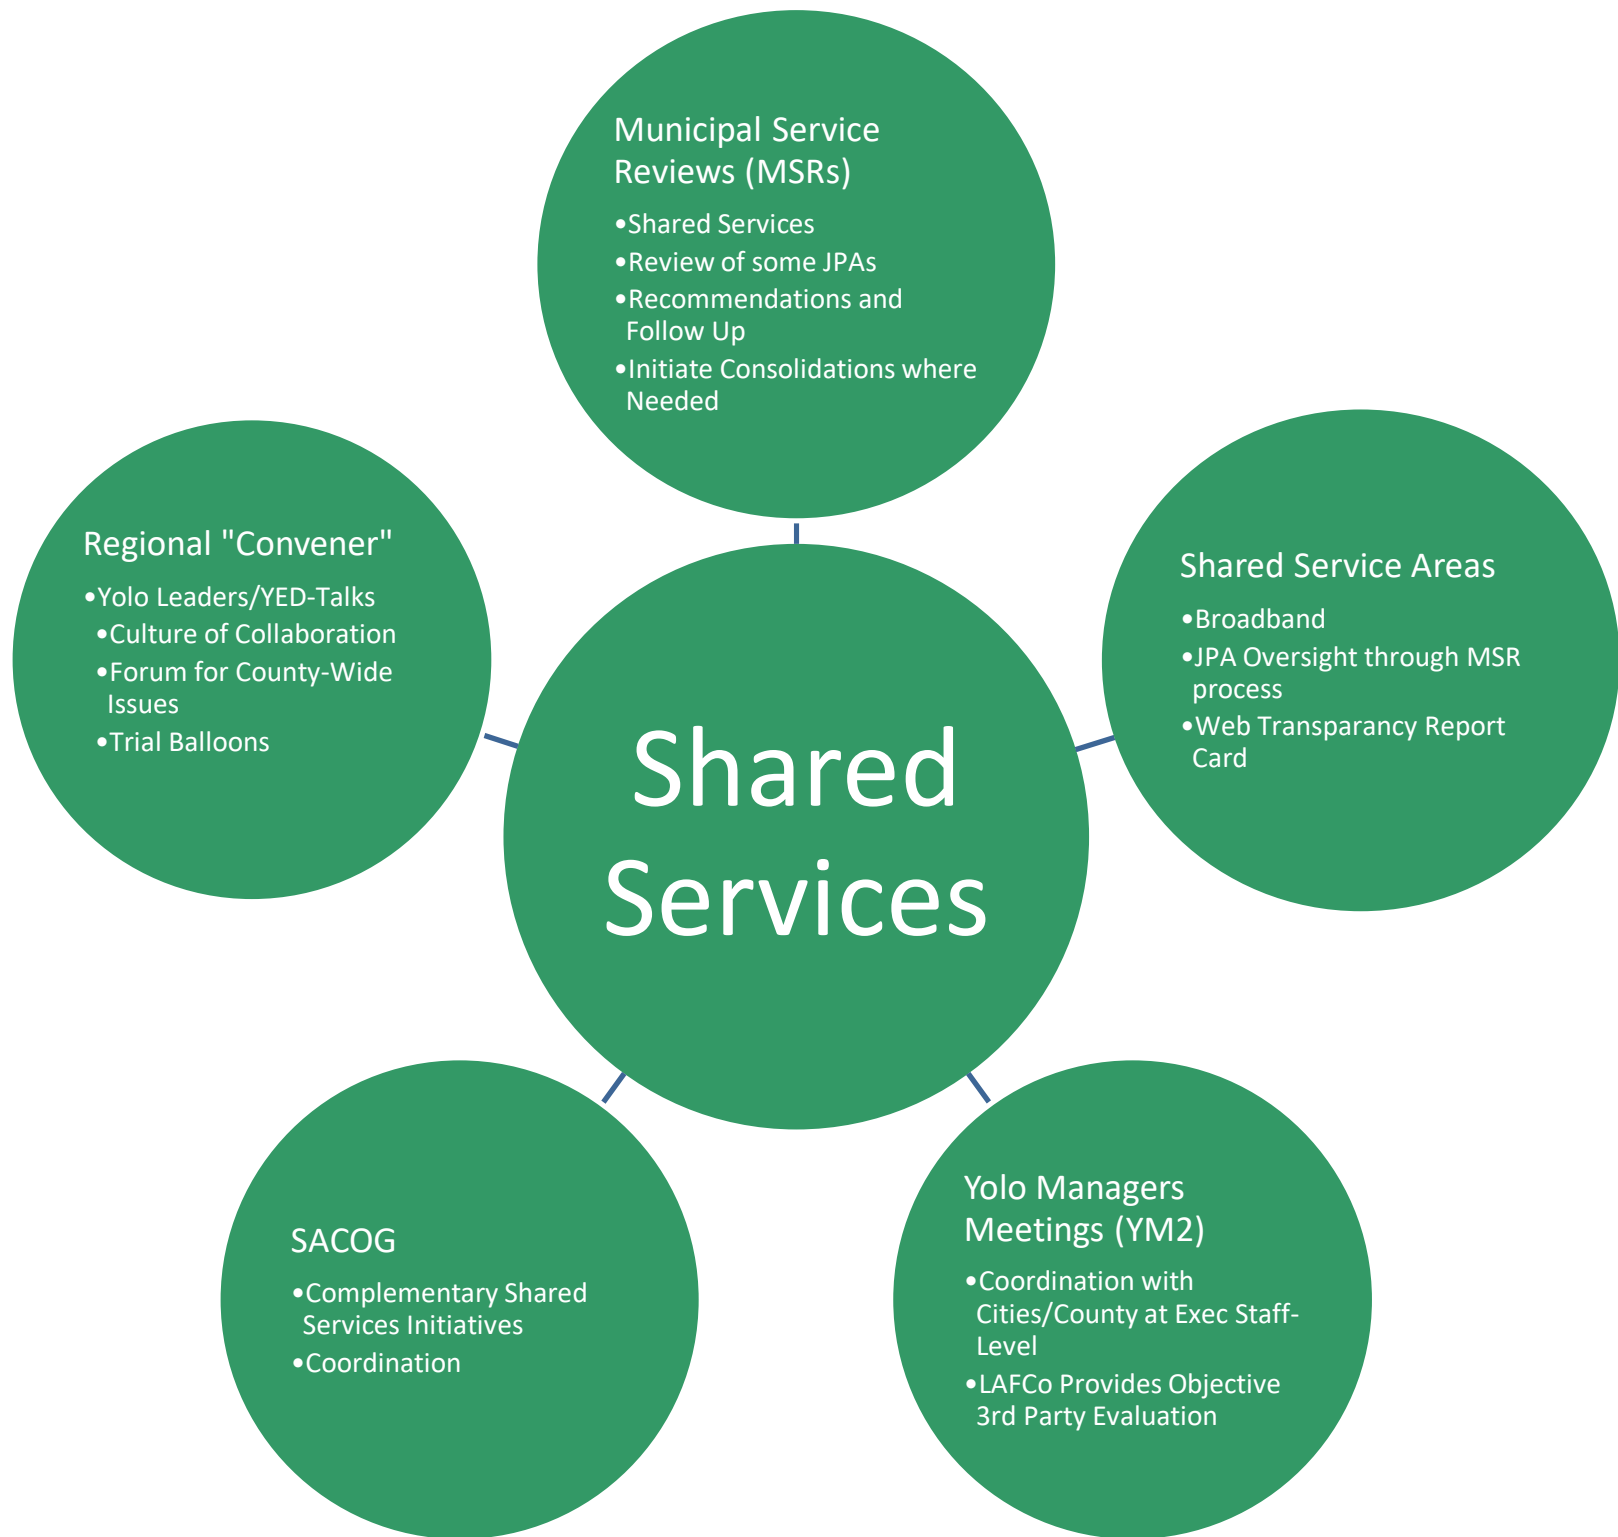 Municipal Service
Reviews (MSRs)
•Shared Services
•Review of some JPAs
•Recommendations and
Follow Up
•Initiate Consolidations where
Needed
Shared Service Areas
•Broadband
•JPA Oversight through MSR
process
•Web Transparancy Report
Card
Yolo Managers
Meetings (YM2)
•Coordination with
Cities/County at Exec Staff-
Level
•LAFCo Provides Objective
3rd Party Evaluation
SACOG
•Complementary Shared
Services Initiatives
•Coordination
Regional "Convener"
•Yolo Leaders/YED-Talks
•Culture of Collaboration
•Forum for County-Wide
Issues
•Trial Balloons
Shared
Services